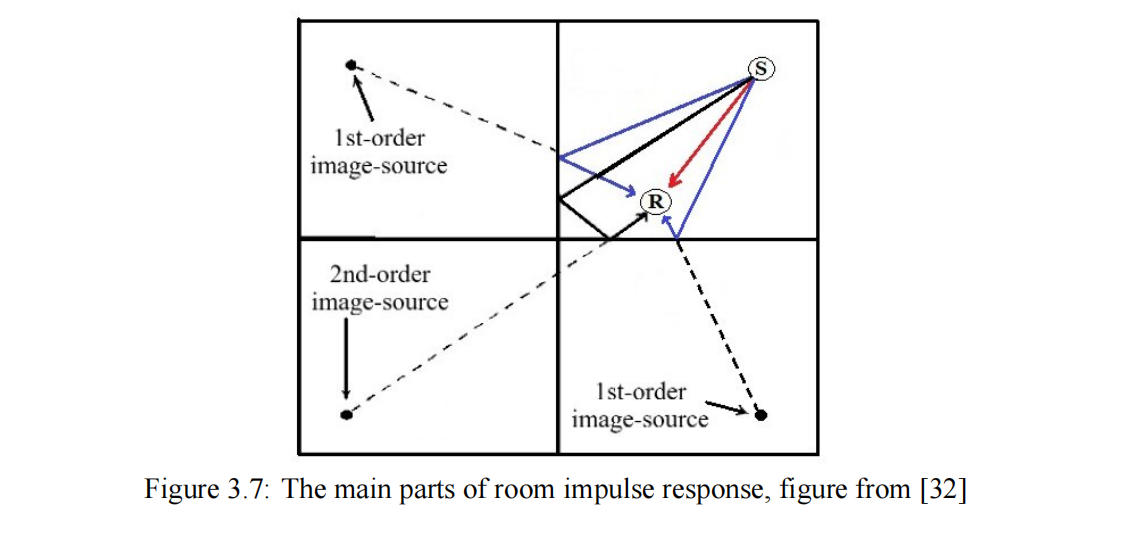 S
1st-order
image-source
R
2nd-order
image-source
1st-order
image-source
Figure 3.7: The main parts of room impulse response, figure from [32]